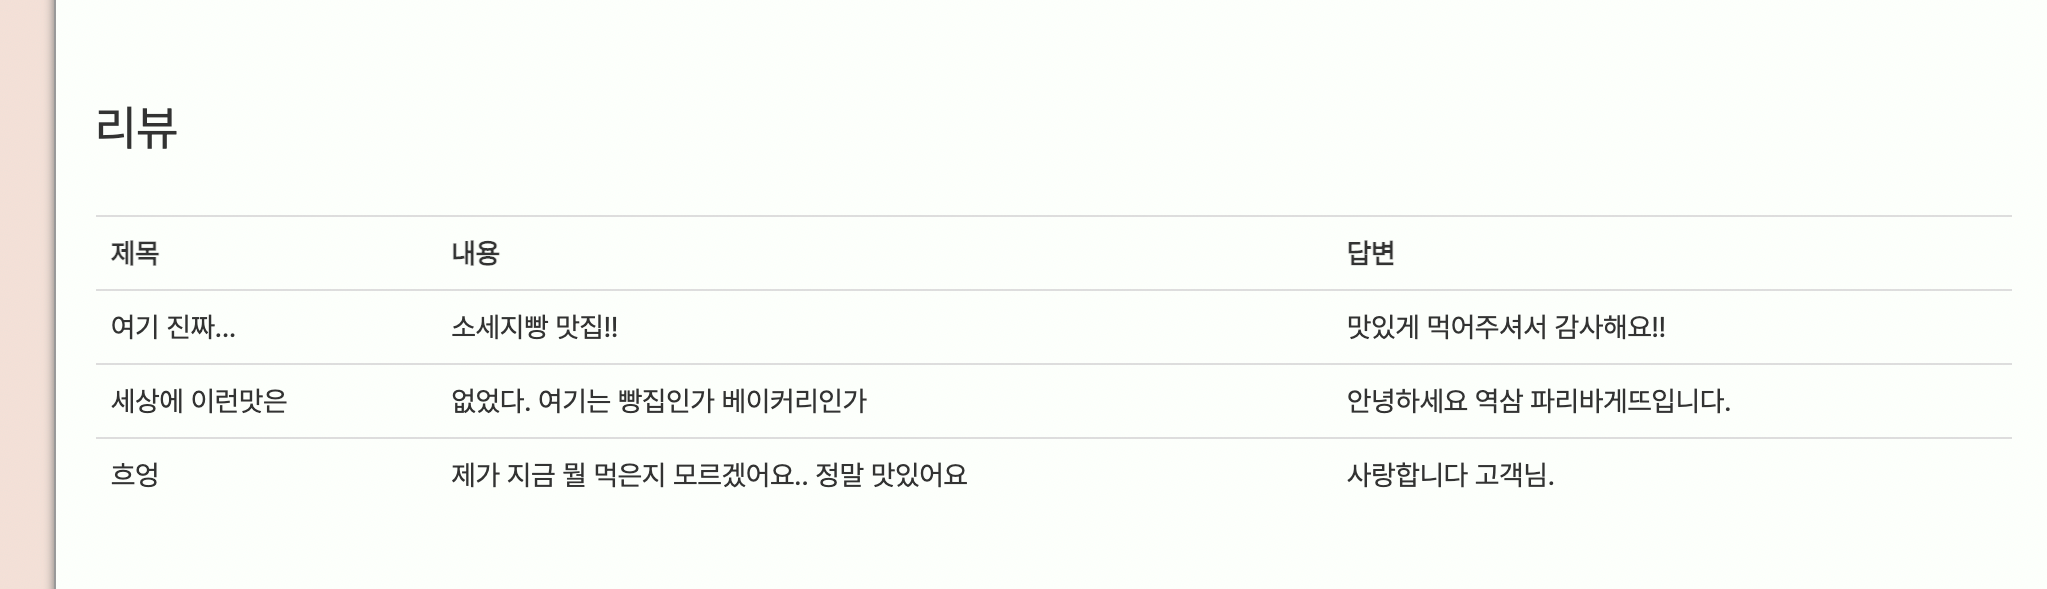 리뷰
제목 내용 답변
여기 진짜... 소세지빵 맛집!! 맛있게 먹어주셔서 감사해요!!
세상에 이런맛은 없었다. 여기는 빵집인가 베이커리인가 안녕하세요 역삼 파리바게뜨입니다.
흐엉 제가 지금 뭘 먹은지 모르겠어요.. 정말 맛있어요 사랑합니다 고객님.